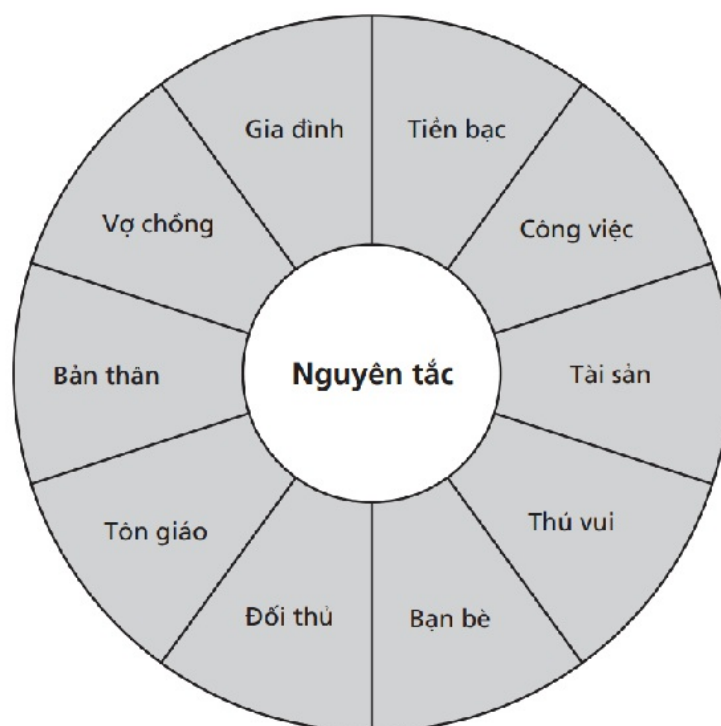 Gia đình
Tiền bạc
Vợ chồng
Công việc
Bản thân
Nguyên tắc
Tài sản
Tôn giáo
Thú vui
Đối thủ
Bạn bè